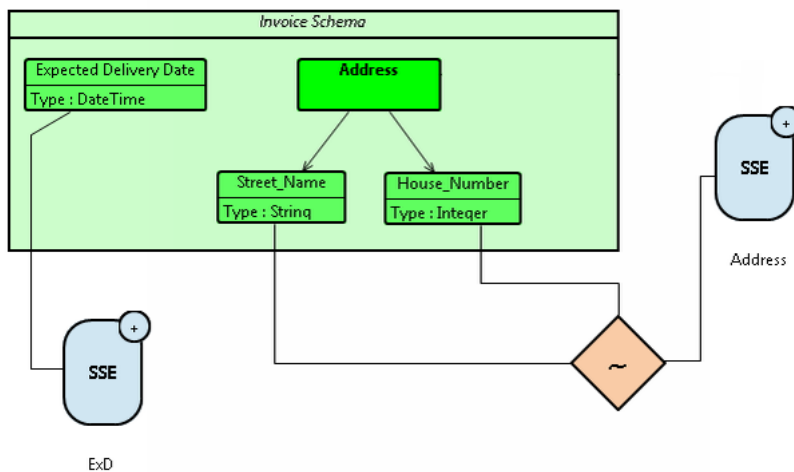 Invoice Schema
Expected Delivery Date
Type : DateTime
Address
Street_Name
Type : String
House_Number
Type : Integer
+
SSE
Address
~
+
SSE
ExD